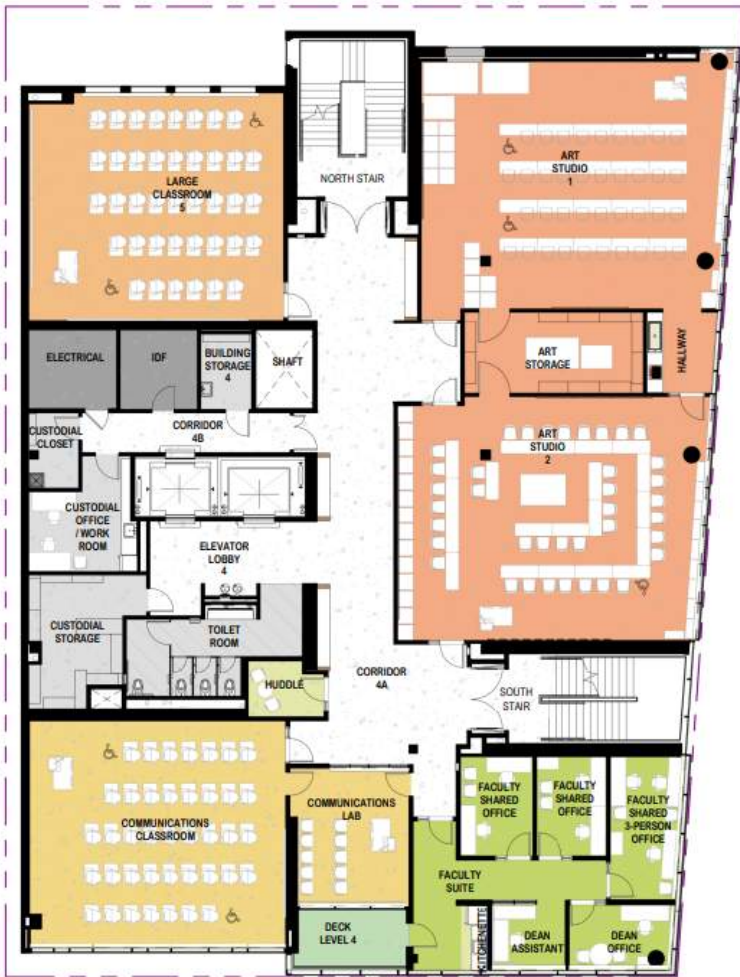 NORTH STAIR
LARGE
CLASSROOM
5
ART
STUDIO
1
ELECTRICAL
IDF
BUILDING
STORAGE
4
SHAFT
ART
STORAGE
HALLWAY
CUSTODIAL
CLOSET
CORRIDOR
4B
ART
STUDIO
2
CUSTODIAL
OFFICE
/ WORK
ROOM
ELEVATOR
LOBBY
4
CUSTODIAL
STORAGE
TOILET
ROOM
HUDDLE
CORRIDOR
4A
SOUTH
STAIR
COMMUNICATIONS
CLASSROOM
COMMUNICATIONS
LAB
FACULTY
SHARED
OFFICE
FACULTY
SHARED
OFFICE
FACULTY
SHARED
3-PERSON
OFFICE
FACULTY
SUITE
DECK
LEVEL 4
KITCHENETTE
DEAN
ASSISTANT
DEAN
OFFICE